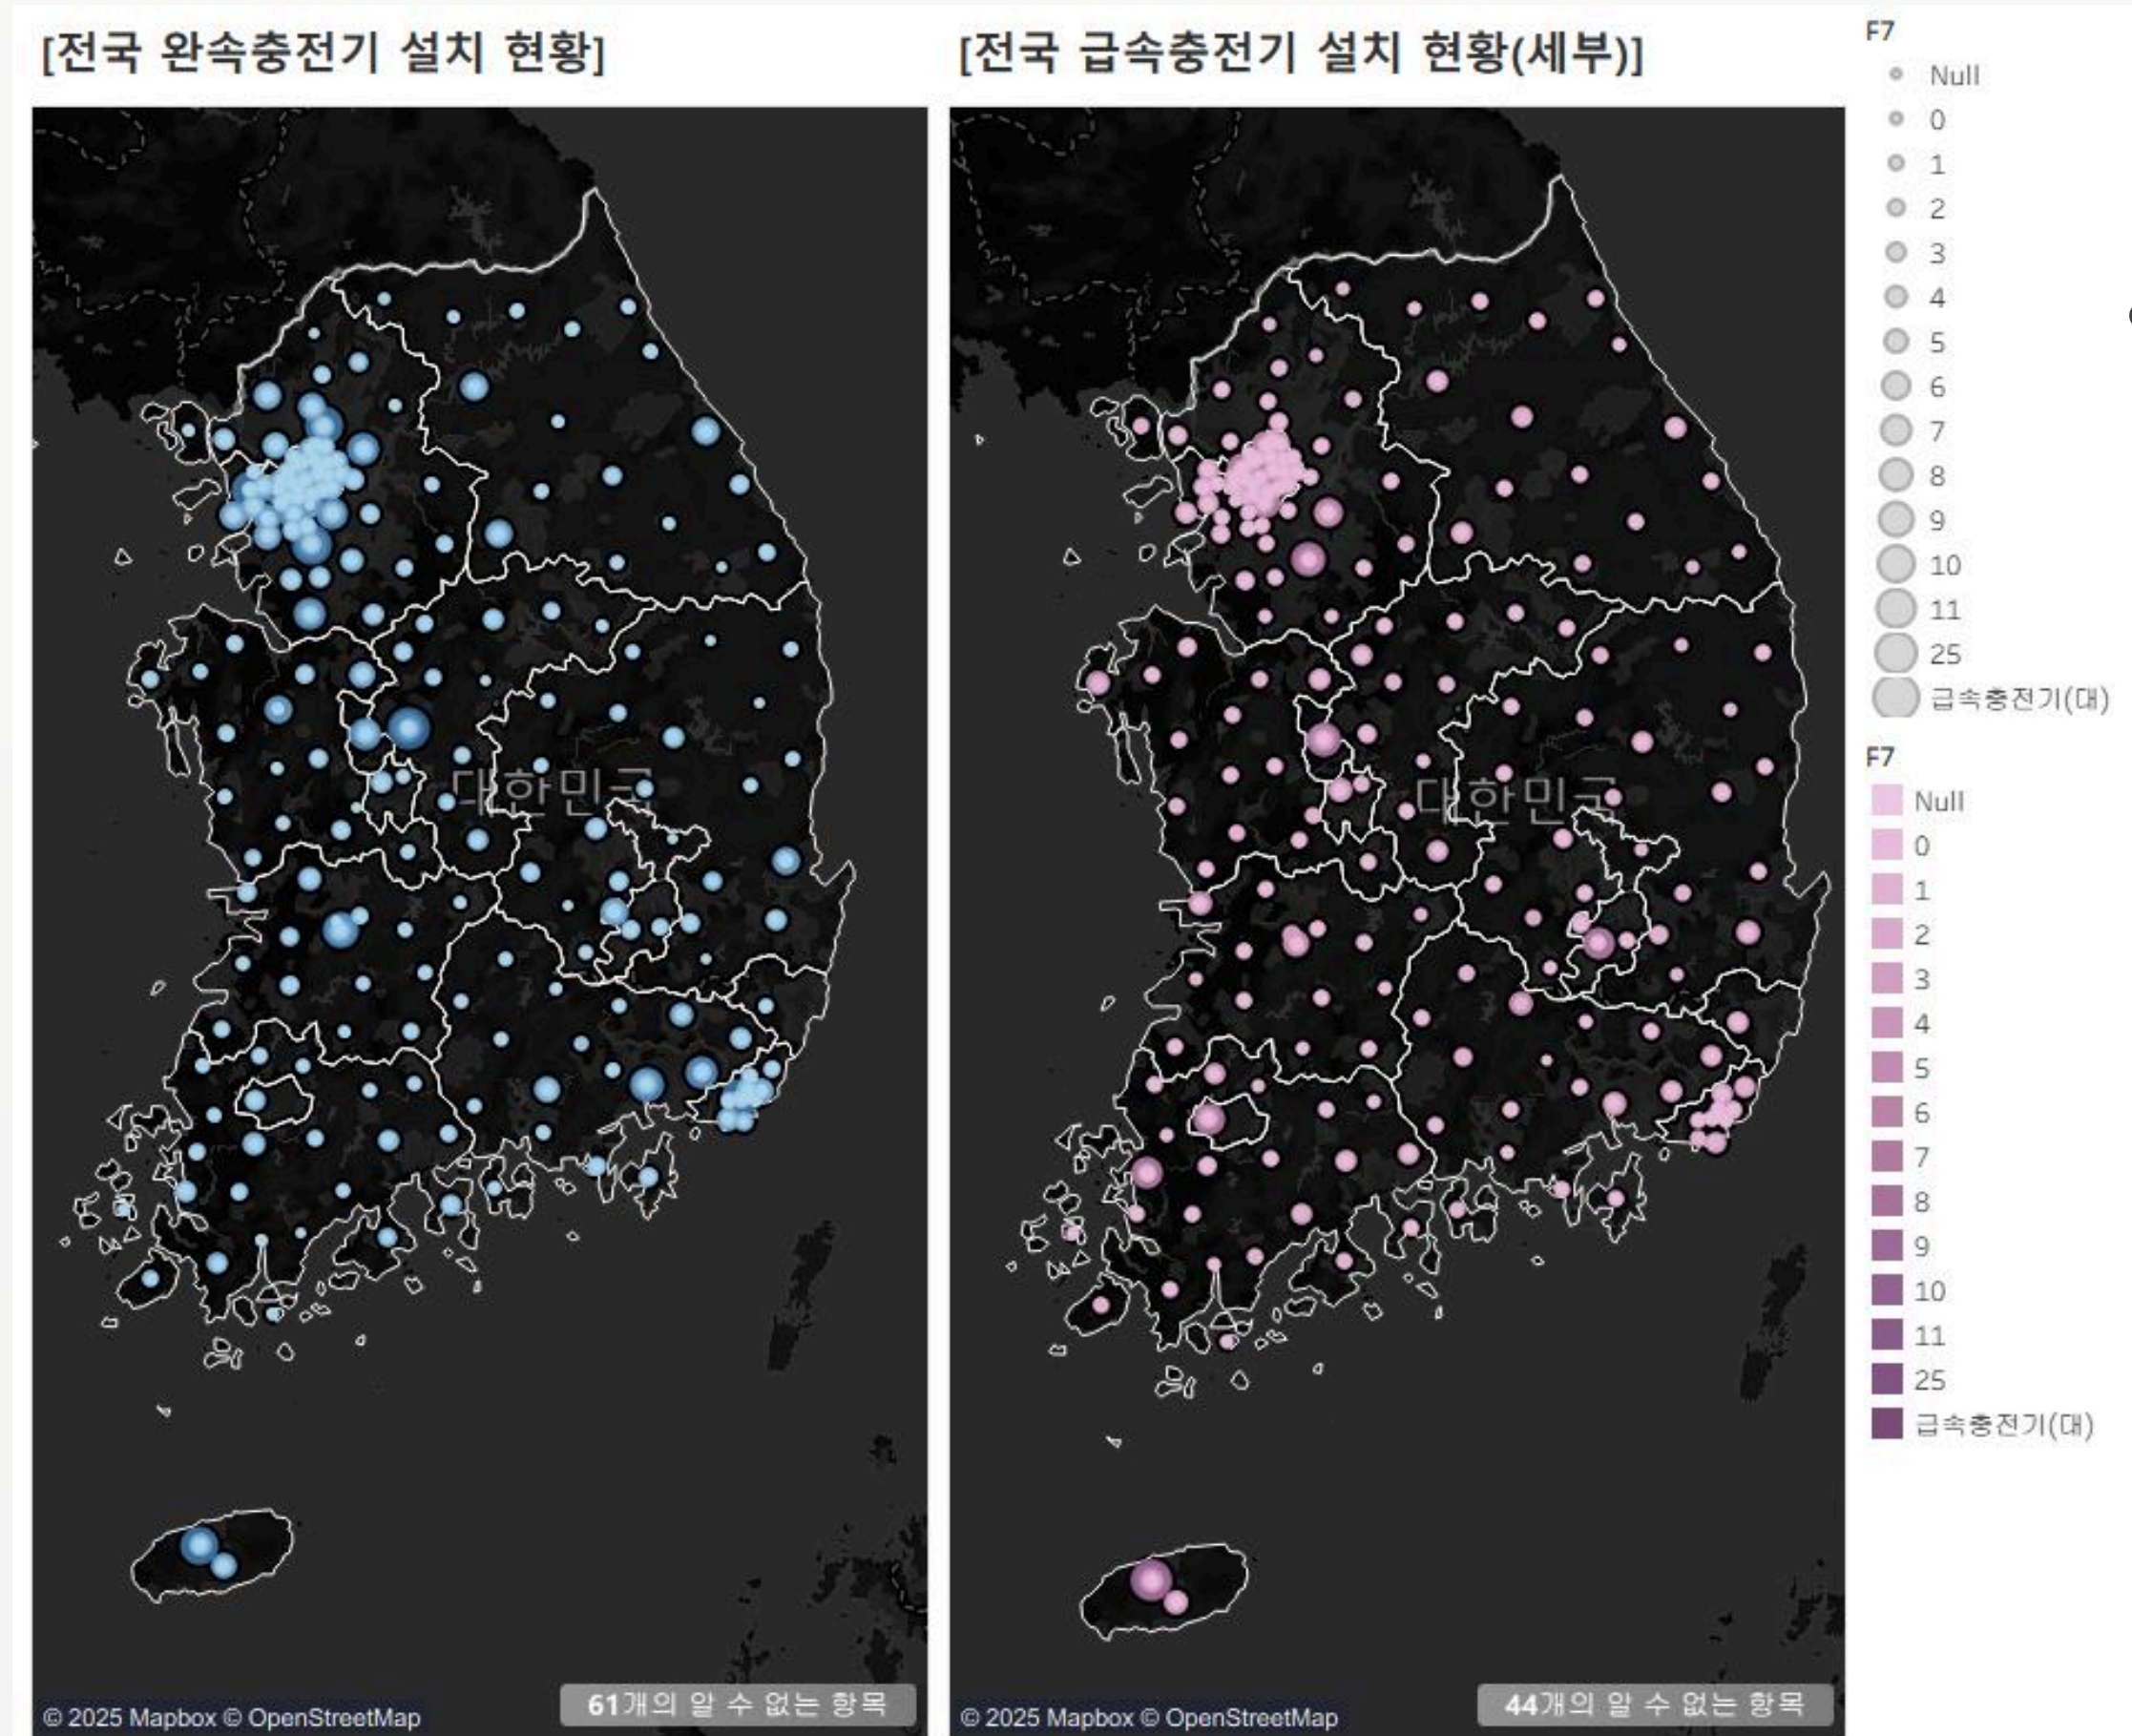 [전국 완속충전기 설치 현황]
[전국 급속충전기 설치 현황(세부)]
대한민국
61개의 알 수 없는 항목
© 2025 Mapbox © OpenStreetMap
대한민국
44개의 알 수 없는 항목
© 2025 Mapbox © OpenStreetMap
F7
Null
0
1
2
3
4
5
6
7
8
9
10
11
25
급속충전기(대)
F7
Null
0
1
2
3
4
5
6
7
8
9
10
11
25
급속충전기(대)